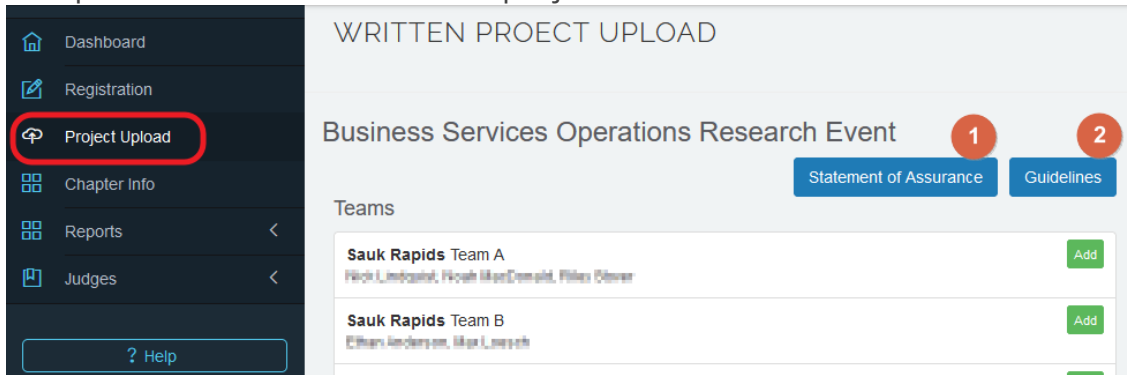 Dashboard
Registration
Project Upload
Chapter Info
Reports
Judges
? Help
WRITTEN PROECT UPLOAD
Business Services Operations Research Event
1
2
Statement of Assurance
Guidelines
Teams
Sauk Rapids Team A
Add
Sauk Rapids Team B
Add